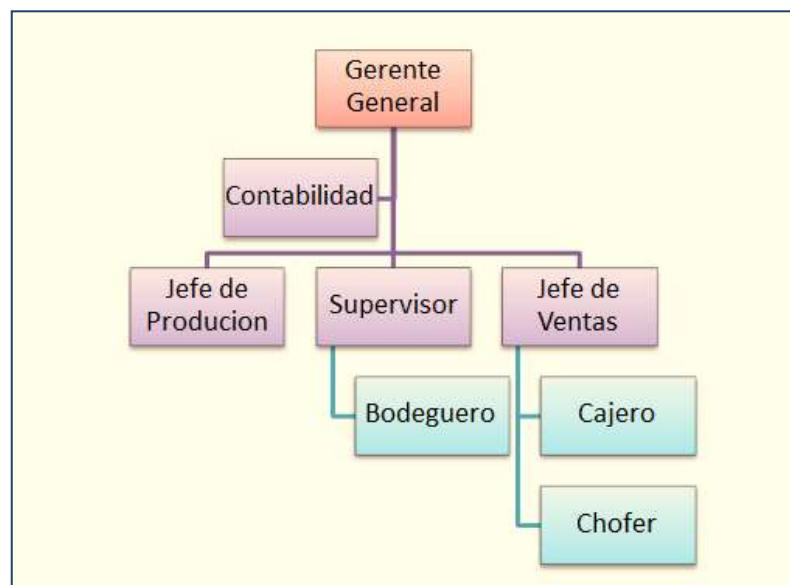 Gerente
General
Contabilidad
Jefe de
Producion
Supervisor
Jefe de
Ventas
Bodeguero
Cajero
Chofer